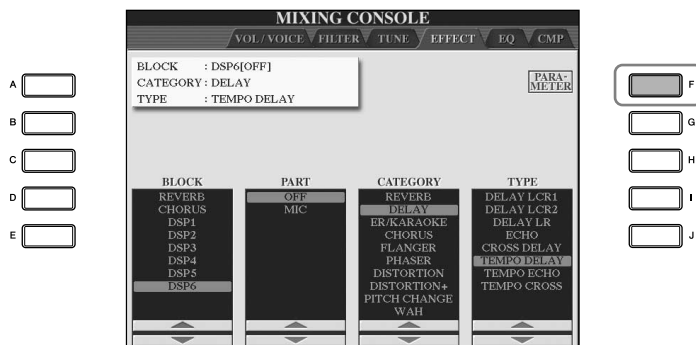 MIXING CONSOLE
VOL/VOICE FILTER TUNE EFFECT EQ CMP
BLOCK : DSP6[OFF]
CATEGORY : DELAY
TYPE : TEMPO DELAY
PARA-
METER
A
B
C
D
E
F
G
H
I
J
BLOCK
REVERB
CHORUS
DSP1
DSP2
DSP3
DSP4
DSP5
DSP6
PART
OFF
MIC
CATEGORY
REVERB
DELAY
ER/KARAOKE
CHORUS
FLANGER
PHASER
DISTORTION
DISTORTION+
PITCH CHANGE
WAH
TYPE
DELAY LCR1
DELAY LCR2
DELAY LR
ECHO
CROSS DELAY
TEMPO DELAY
TEMPO ECHO
TEMPO CROSS